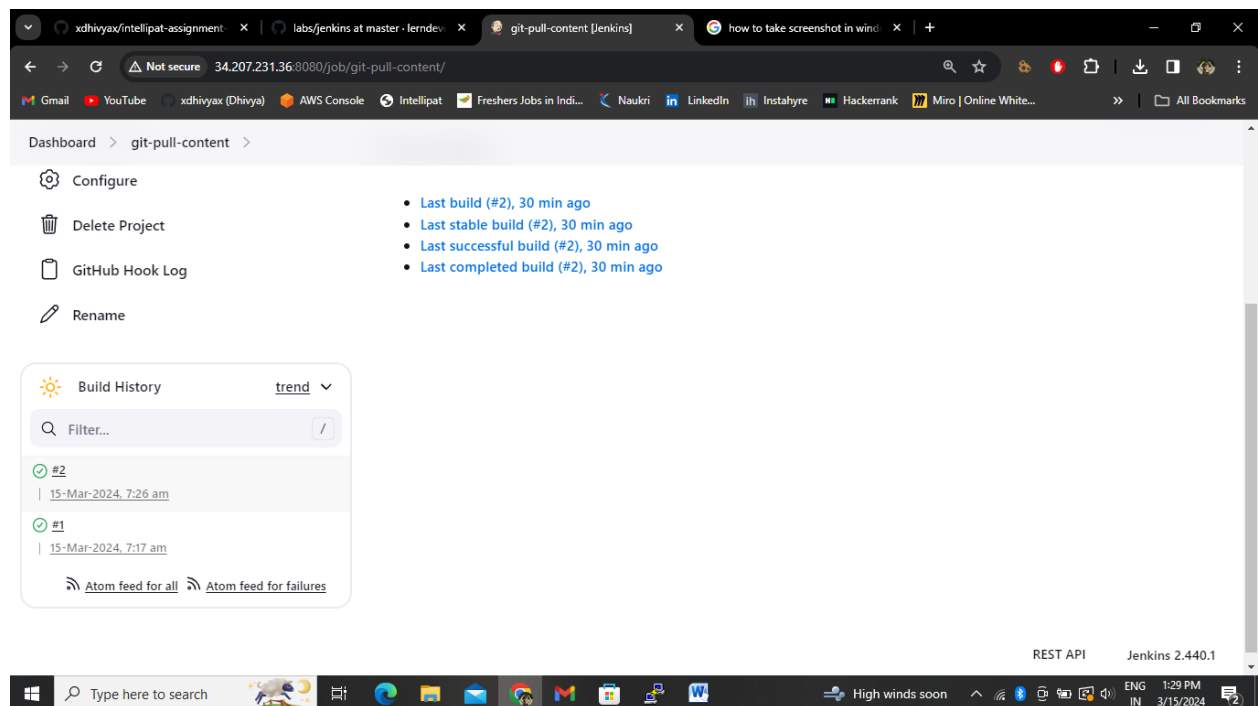 xdhivyax/intellipat-assignment- labs/jenkins at master · lerndev git-pull-content [Jenkins] how to take screenshot in wind
Not secure 34.207.231.36:8080/job/git-pull-content/
Gmail YouTube xdhivyax (Dhivya) AWS Console Intellipat Freshers Jobs in Indi... Naukri LinkedIn Instahyre Hackerrank Miro | Online White... » All Bookmarks
Dashboard > git-pull-content >
Configure
Last build (#2), 30 min ago
Delete Project
Last stable build (#2), 30 min ago
Last successful build (#2), 30 min ago
GitHub Hook Log
Last completed build (#2), 30 min ago
Rename
Build History trend
Filter... /
#2
15-Mar-2024, 7:26 am
#1
15-Mar-2024, 7:17 am
Atom feed for all Atom feed for failures
REST API Jenkins 2.440.1
Type here to search High winds soon ENG 1:29 PM
IN 3/15/2024 2